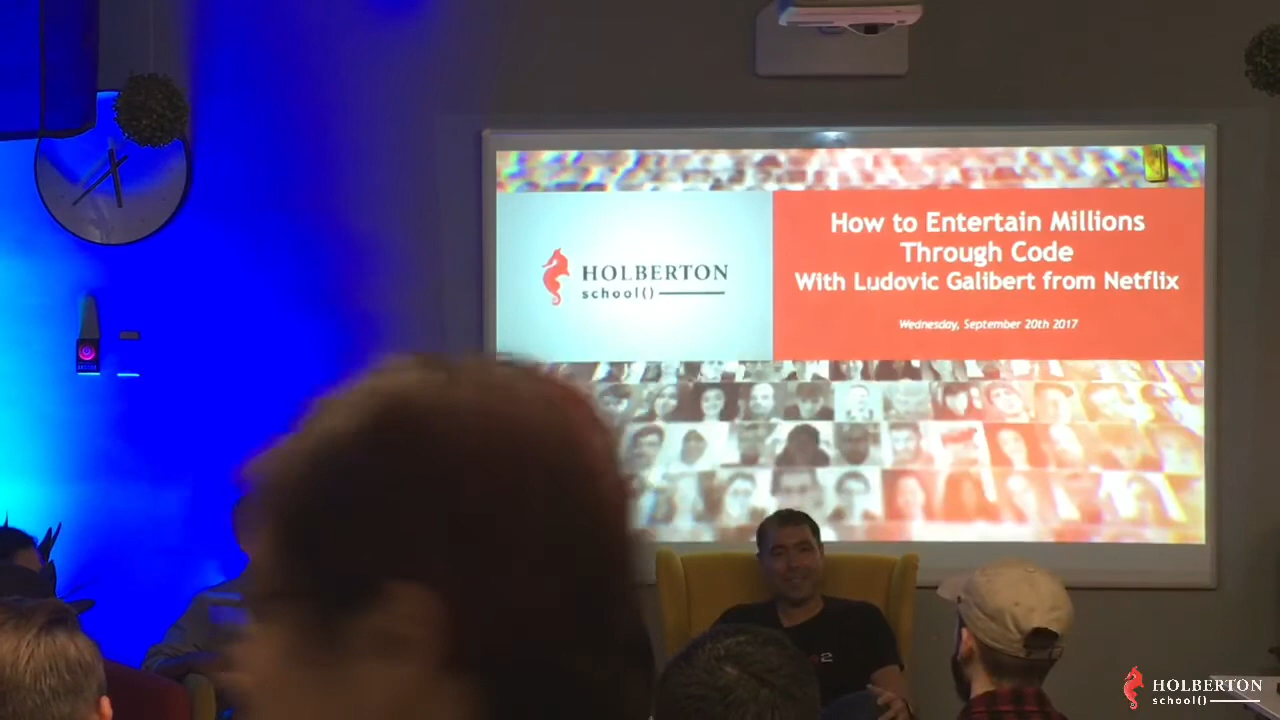 HOLBERTON
school()
How to Entertain Millions
Through Code
With Ludovic Galibert from Netflix
Wednesday, September 20th 2017
HOLBERTON
school()